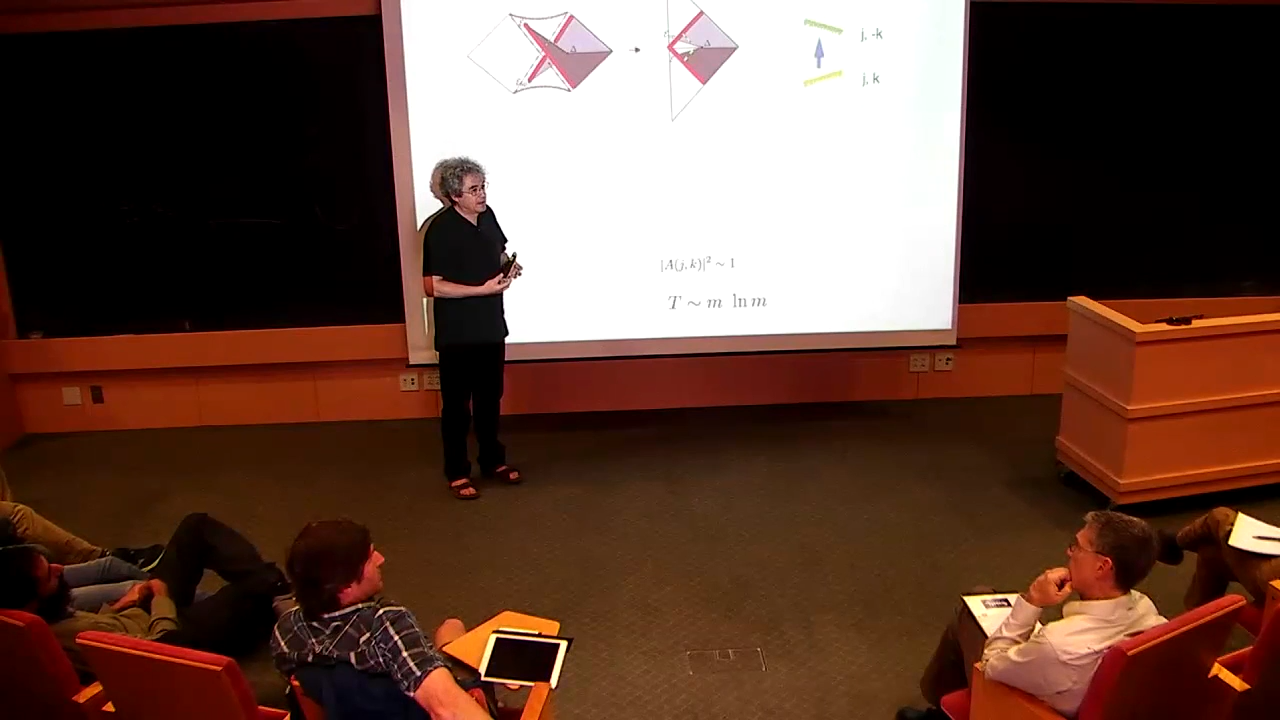 j, -k
j, k
|A(j,k)|² ∼ 1
T ∼ m ln m